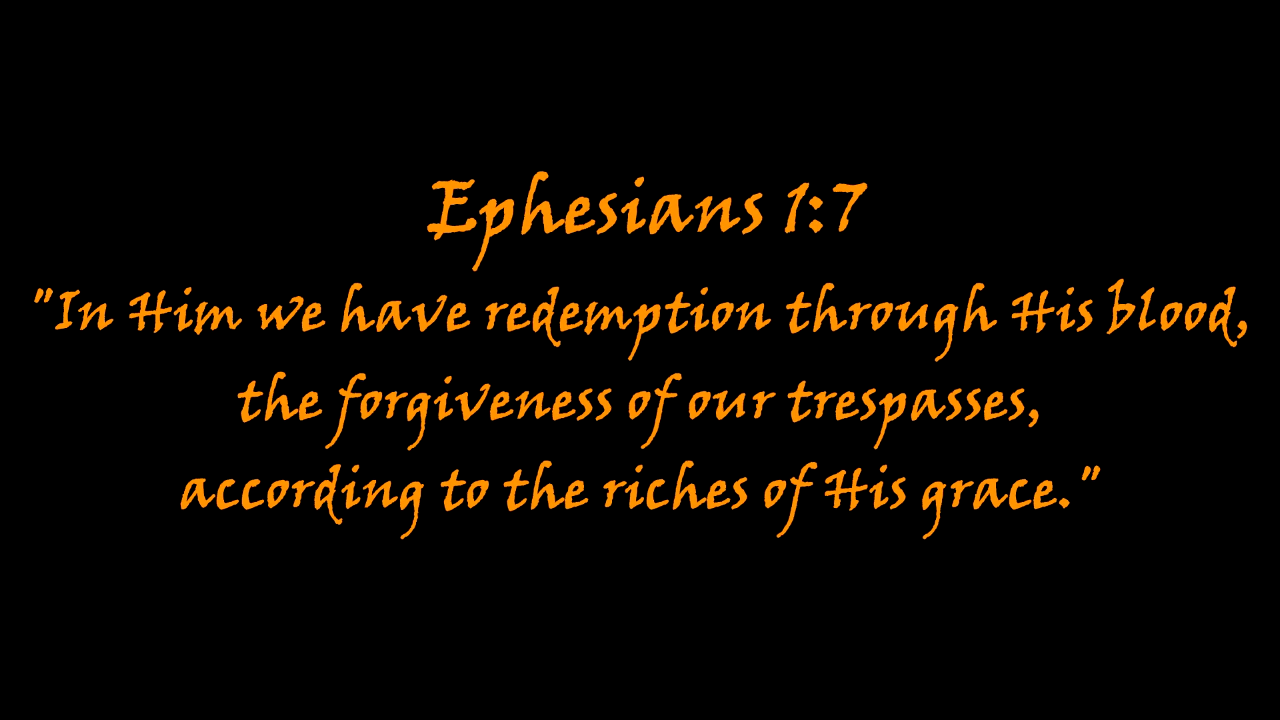 Ephesians 1:7
"In Him we have redemption through His blood,
the forgiveness of our trespasses,
according to the riches of His grace."